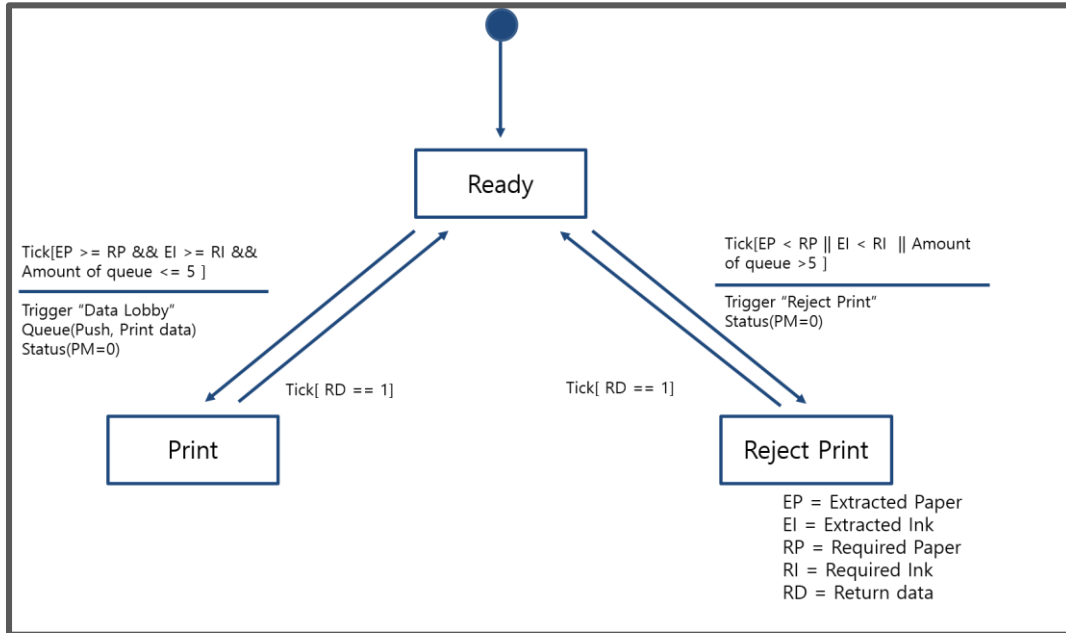 Ready
Tick[EP >= RP && EI >= RI &&
Amount of queue <= 5 ]
Trigger “Data Lobby”
Queue(Push, Print data)
Status(PM=0)
Tick[EP < RP || EI < RI  || Amount
of queue >5 ]
Trigger “Reject Print”
Status(PM=0)
Tick[ RD == 1]
Tick[ RD == 1]
Print
Reject Print
EP = Extracted Paper
EI = Extracted Ink
RP = Required Paper
RI = Required Ink
RD = Return data